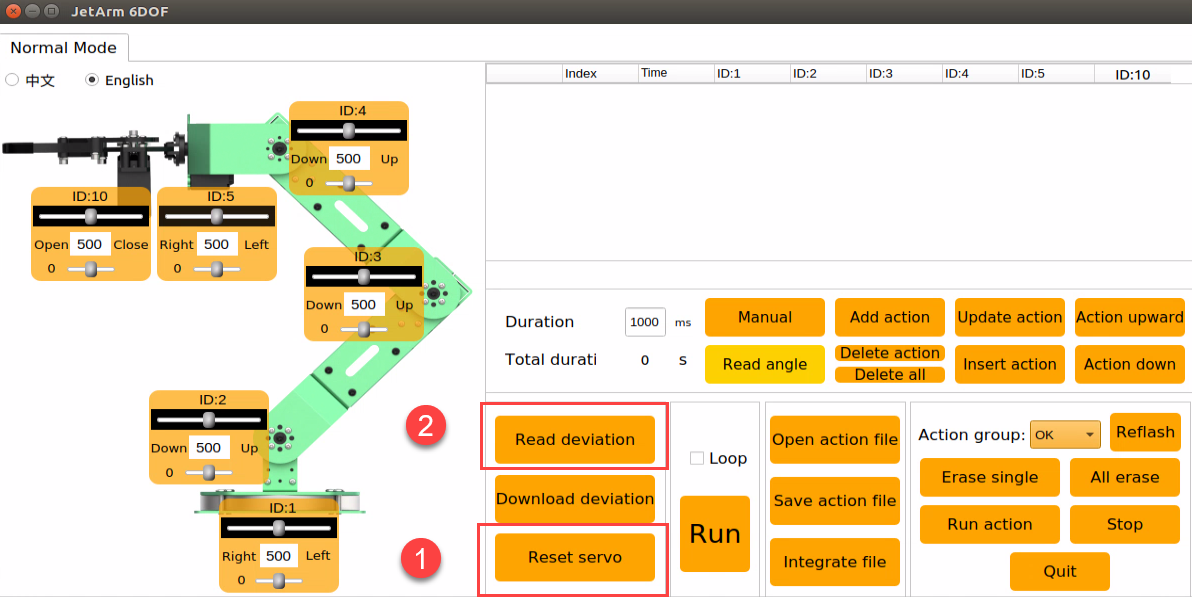 JetArm 6DOF
Normal Mode
中文 English
Index Time ID:1 ID:2 ID:3 ID:4 ID:5 ID:10
ID:4
Down 500 Up
0
ID:10
Open 500 Close
0
ID:5
Right 500 Left
0
ID:3
Down 500 Up
0
ID:2
Down 500 Up
0
ID:1
Right 500 Left
0
Duration 1000 ms
Total durati 0 S
Manual Add action Update action Action upward
Read angle Delete action Insert action Action down
Delete all
2
Read deviation
Download deviation
1
Reset servo
Loop
Run
Open action file
Save action file
Integrate file
Action group: OK Reflash
Erase single All erase
Run action Stop
Quit